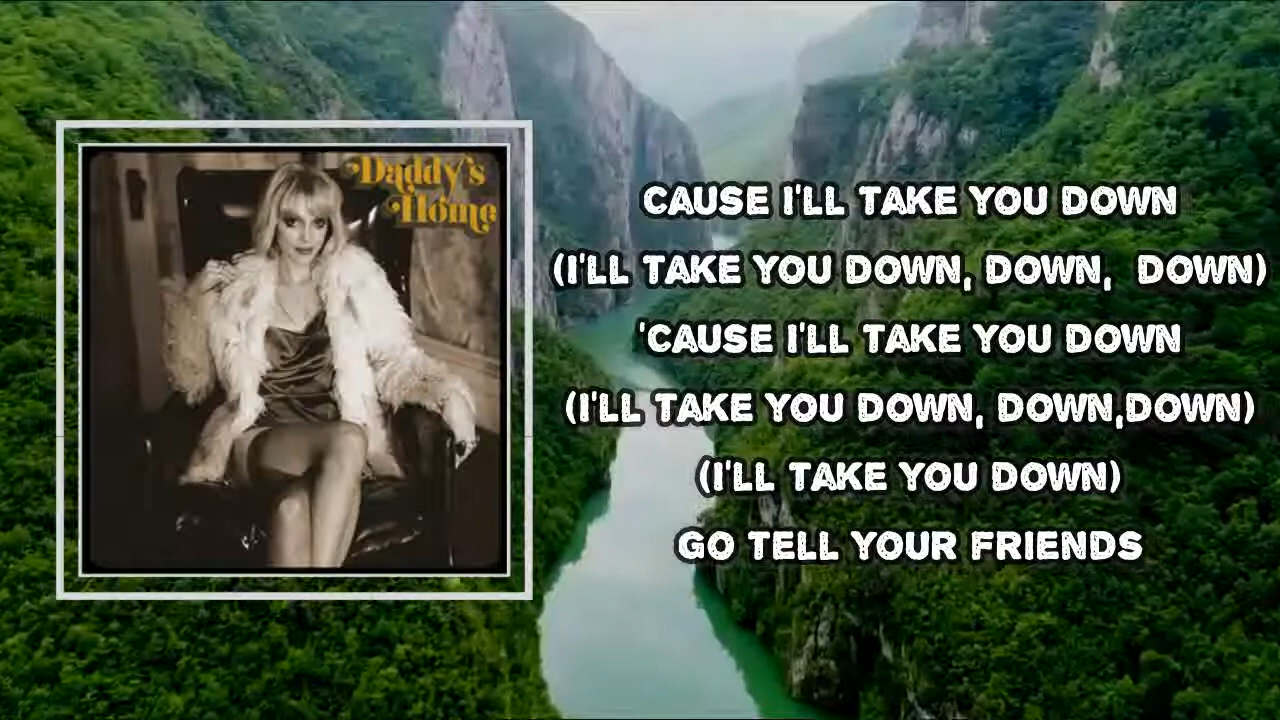 Daddy's
Home
CAUSE I'LL TAKE YOU DOWN
(I'LL TAKE YOU DOWN, DOWN,  DOWN)
'CAUSE I'LL TAKE YOU DOWN
(I'LL TAKE YOU DOWN, DOWN,DOWN)
(I'LL TAKE YOU DOWN)
GO TELL YOUR FRIENDS